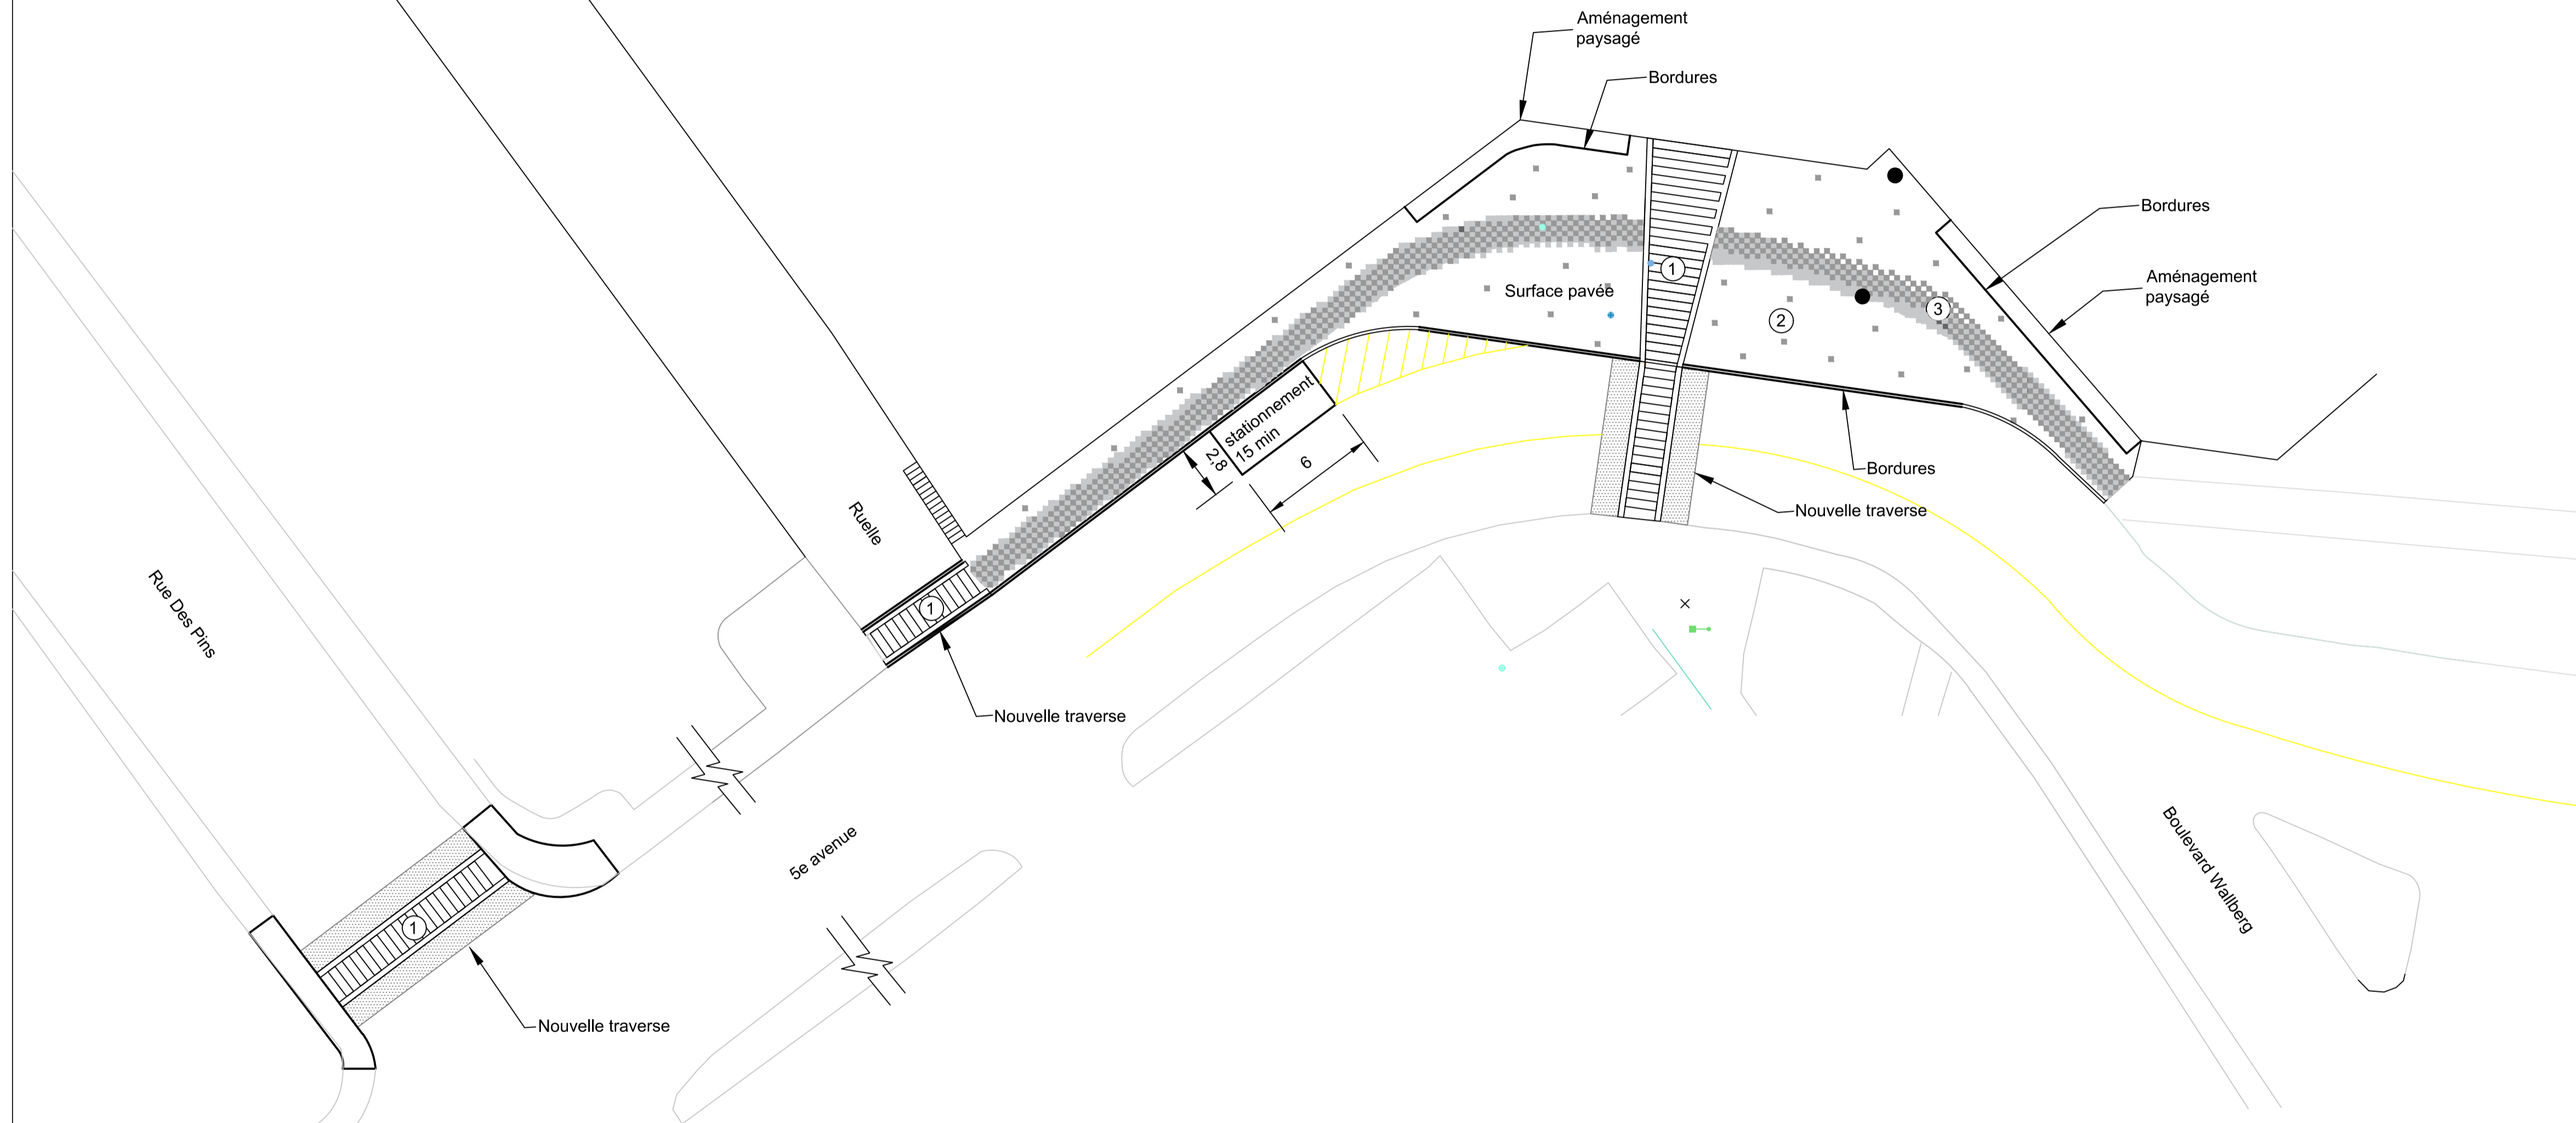 Aménagement
paysagé
Bordures
Bordures
Aménagement
paysagé
1
Surface pavée
2
3
stationnement
15 min
2,8
6
Bordures
Nouvelle traverse
Ruelle
Rue Des Pins
1
Nouvelle traverse
5e avenue
Boulevard Wallberg
1
Nouvelle traverse